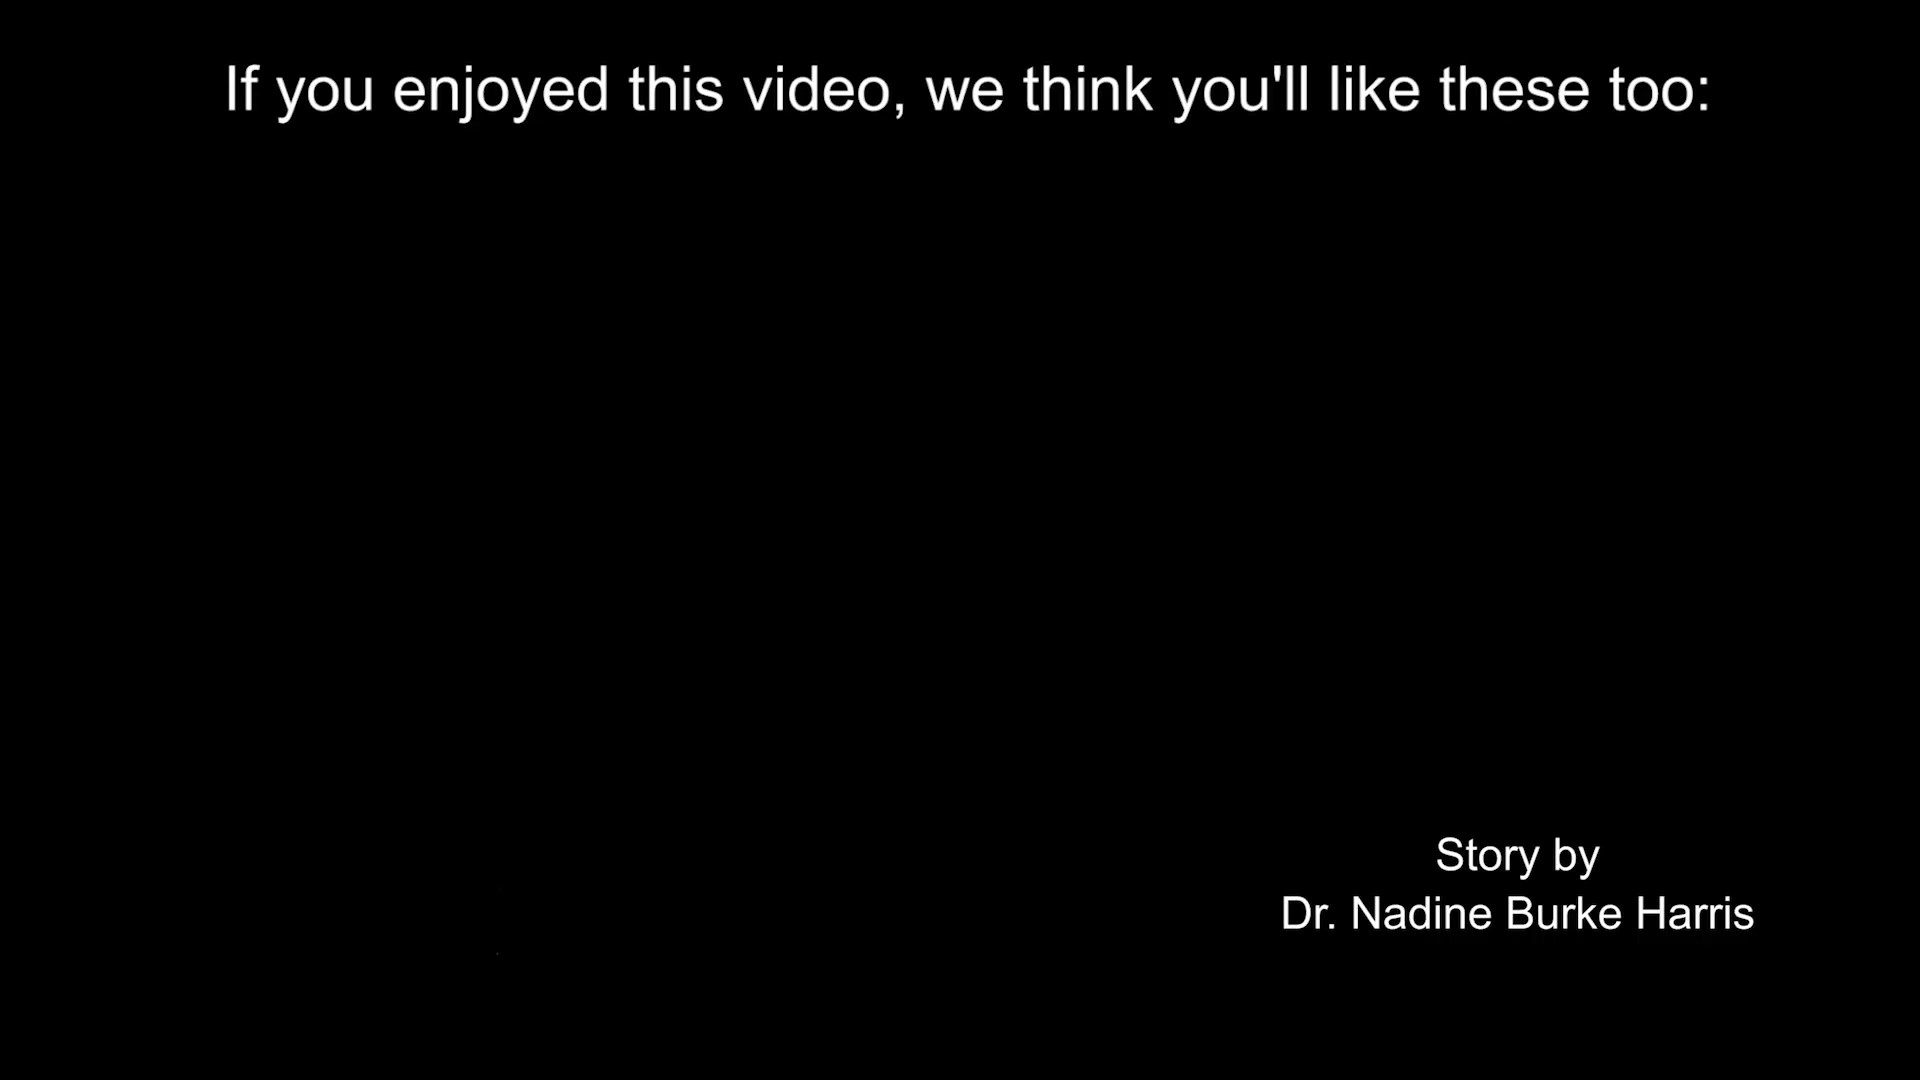 If you enjoyed this video, we think you'll like these too:
Story by
Dr. Nadine Burke Harris